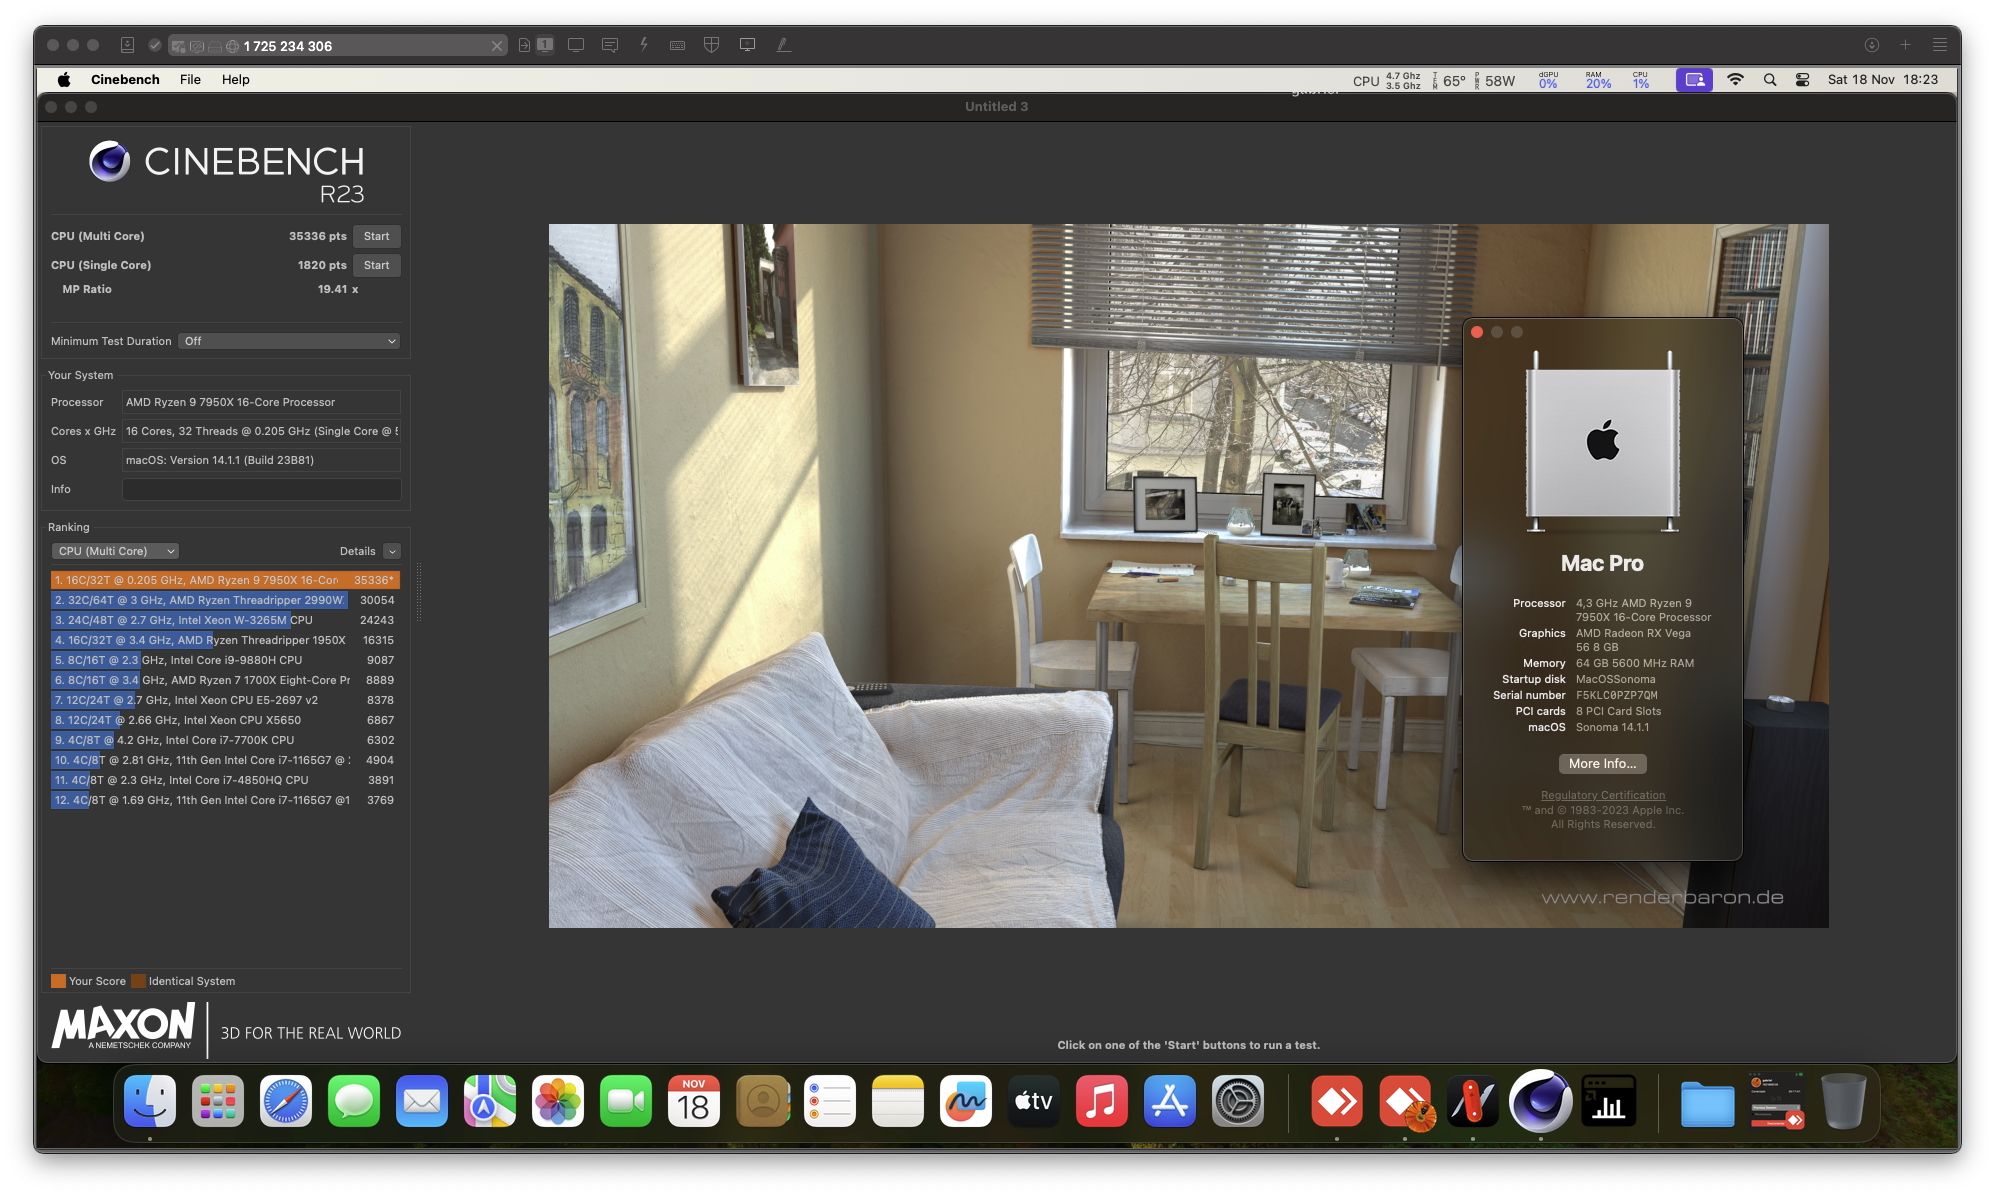 1 725 234 306
1
Cinebench File Help
CPU 4.7 Ghz 3.5 Ghz TEM 65° PWR 58W dGPU 0% RAM 20% CPU 1% Sat 18 Nov 18:23
Untitled 3
CINEBENCH
R23
CPU (Multi Core) 35336 pts Start
CPU (Single Core) 1820 pts Start
MP Ratio 19.41 x
Minimum Test Duration Off
Your System
Processor AMD Ryzen 9 7950X 16-Core Processor
Cores x GHz 16 Cores, 32 Threads @ 0.205 GHz (Single Core @ 5
OS macOS: Version 14.1.1 (Build 23B81)
Info
Ranking
CPU (Multi Core) Details
1. 16C/32T @ 0.205 GHz, AMD Ryzen 9 7950X 16-Cor 35336*
2. 32C/64T @ 3 GHz, AMD Ryzen Threadripper 2990W. 30054
3. 24C/48T @ 2.7 GHz, Intel Xeon W-3265M CPU 24243
4. 16C/32T @ 3.4 GHz, AMD Ryzen Threadripper 1950X 16315
5. 8C/16T @ 2.3 GHz, Intel Core i9-9880H CPU 9087
6. 8C/16T @ 3.4 GHz, AMD Ryzen 7 1700X Eight-Core Pr 8889
7. 12C/24T @ 2.7 GHz, Intel Xeon CPU E5-2697 v2 8378
8. 12C/24T @ 2.66 GHz, Intel Xeon CPU X5650 6867
9. 4C/8T @ 4.2 GHz, Intel Core i7-7700K CPU 6302
10. 4C/8T @ 2.81 GHz, 11th Gen Intel Core i7-1165G7 @ 4904
11. 4C/8T @ 2.3 GHz, Intel Core i7-4850HQ CPU 3891
12. 4C/8T @ 1.69 GHz, 11th Gen Intel Core i7-1165G7 @1 3769
Your Score Identical System
MAXON
A NEMETSCHEK COMPANY
3D FOR THE REAL WORLD
Mac Pro
Processor 4,3 GHz AMD Ryzen 9
7950X 16-Core Processor
Graphics AMD Radeon RX Vega
56 8 GB
Memory 64 GB 5600 MHz RAM
Startup disk MacOSSonoma
Serial number F5KLC0PZP7QM
PCI cards 8 PCI Card Slots
macOS Sonoma 14.1.1
More Info...
Regulatory Certification
™ and © 1983-2023 Apple Inc.
All Rights Reserved.
www.renderbaron.de
Click on one of the 'Start' buttons to run a test.
NOV
18
tv